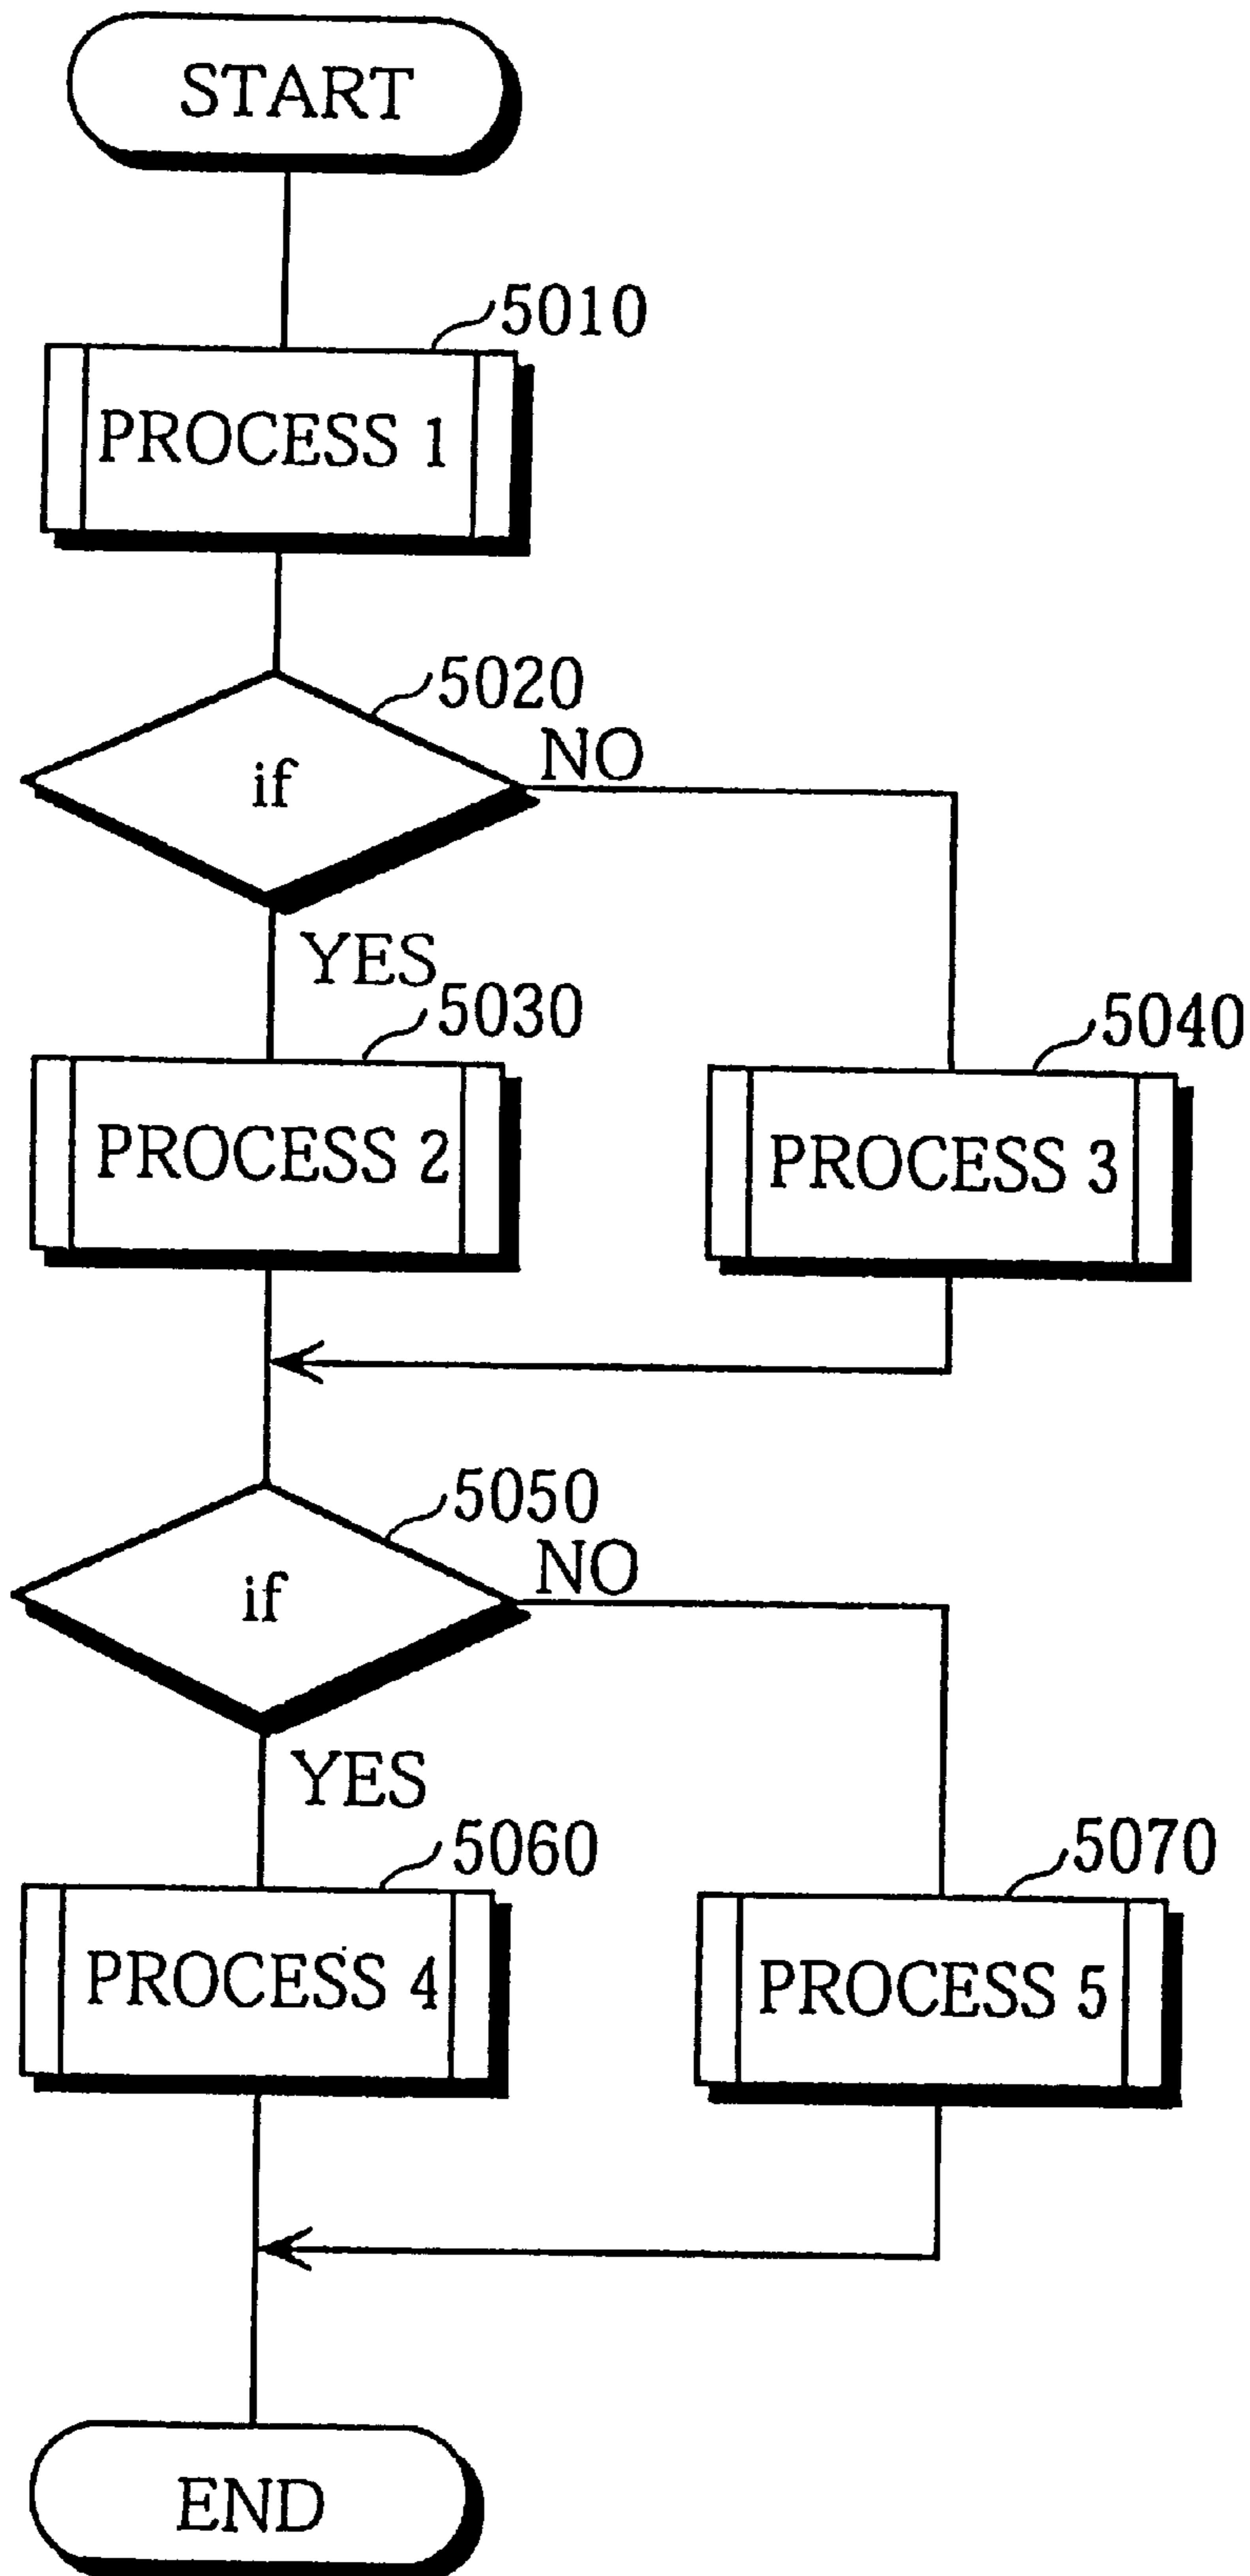 START
5010
PROCESS 1
5020
if
NO
YES
5030
5040
PROCESS 2
PROCESS 3
5050
if
NO
YES
5060
5070
PROCESS 4
PROCESS 5
END